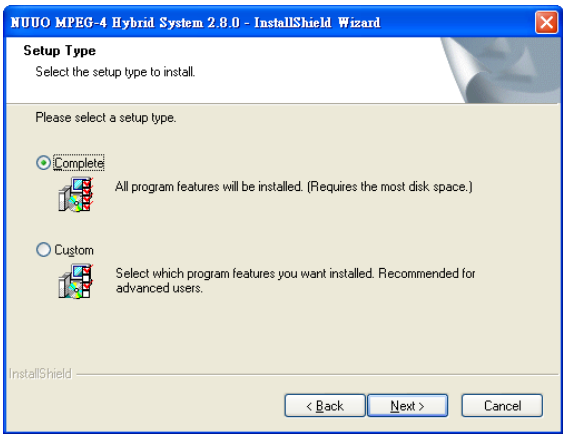 NUUO MPEG-4 Hybrid System 2.8.0 - InstallShield Wizard
Setup Type
Select the setup type to install.
Please select a setup type.
Complete
All program features will be installed. (Requires the most disk space.)
Custom
Select which program features you want installed. Recommended for
advanced users.
InstallShield
< Back
Next >
Cancel